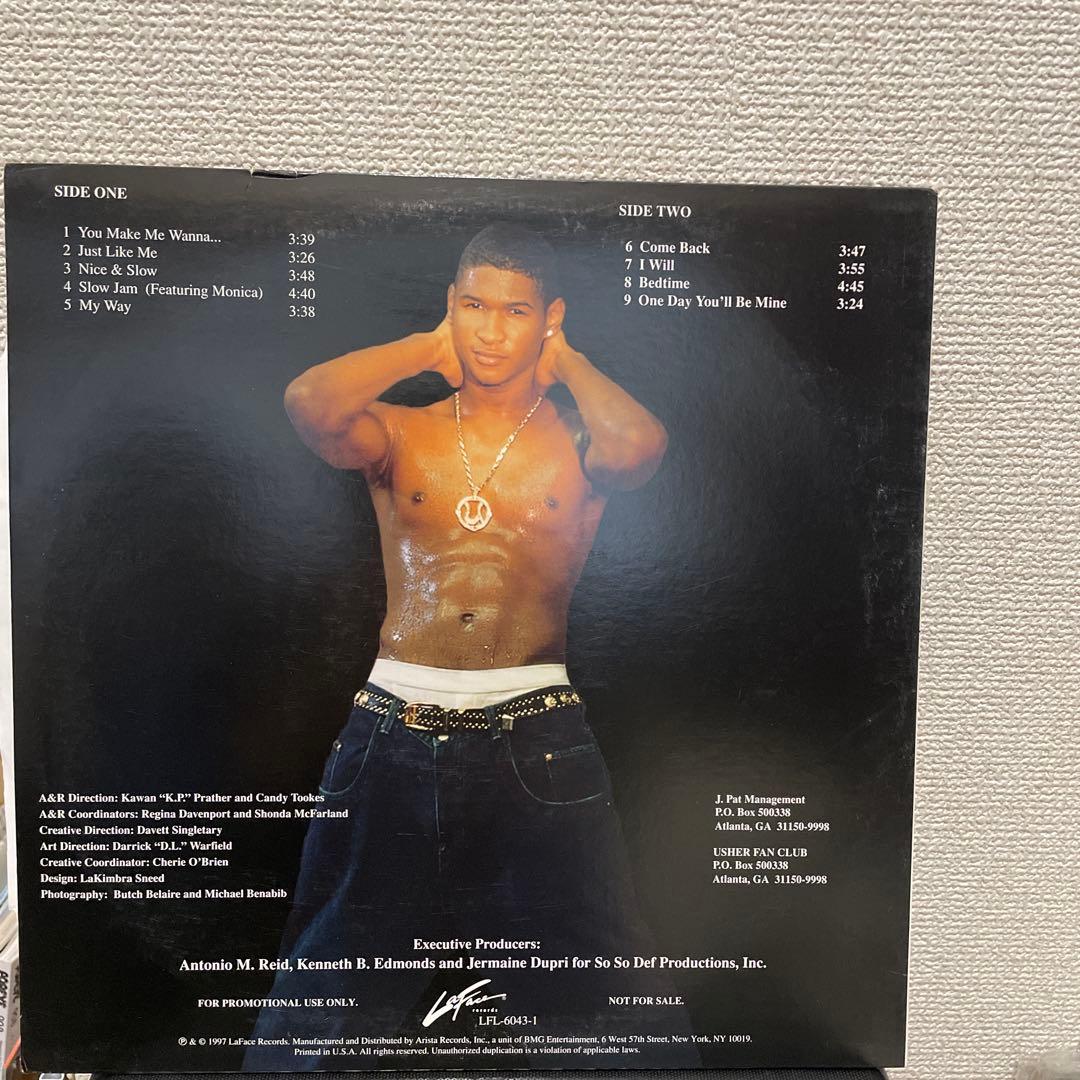 SIDE ONE
1 You Make Me Wanna... 3:39
2 Just Like Me 3:26
3 Nice & Slow 3:48
4 Slow Jam (Featuring Monica) 4:40
5 My Way 3:38
SIDE TWO
6 Come Back 3:47
7 I Will 3:55
8 Bedtime 4:45
9 One Day You'll Be Mine 3:24
U
A&R Direction: Kawan "K.P." Prather and Candy Tookes
A&R Coordinators: Regina Davenport and Shonda McFarland
Creative Direction: Davett Singletary
Art Direction: Darrick "D.L." Warfield
Creative Coordinator: Cherie O'Brien
Design: LaKimbra Sneed
Photography: Butch Belaire and Michael Benabib
J. Pat Management
P.O. Box 500338
Atlanta, GA 31150-9998
USHER FAN CLUB
P.O. Box 500338
Atlanta, GA 31150-9998
Executive Producers:
Antonio M. Reid, Kenneth B. Edmonds and Jermaine Dupri for So So Def Productions, Inc.
FOR PROMOTIONAL USE ONLY.
LaFace
records
LFL-6043-1
NOT FOR SALE.
℗ & © 1997 LaFace Records. Manufactured and Distributed by Arista Records, Inc., a unit of BMG Entertainment, 6 West 57th Street, New York, NY 10019.
Printed in U.S.A. All rights reserved. Unauthorized duplication is a violation of applicable laws.